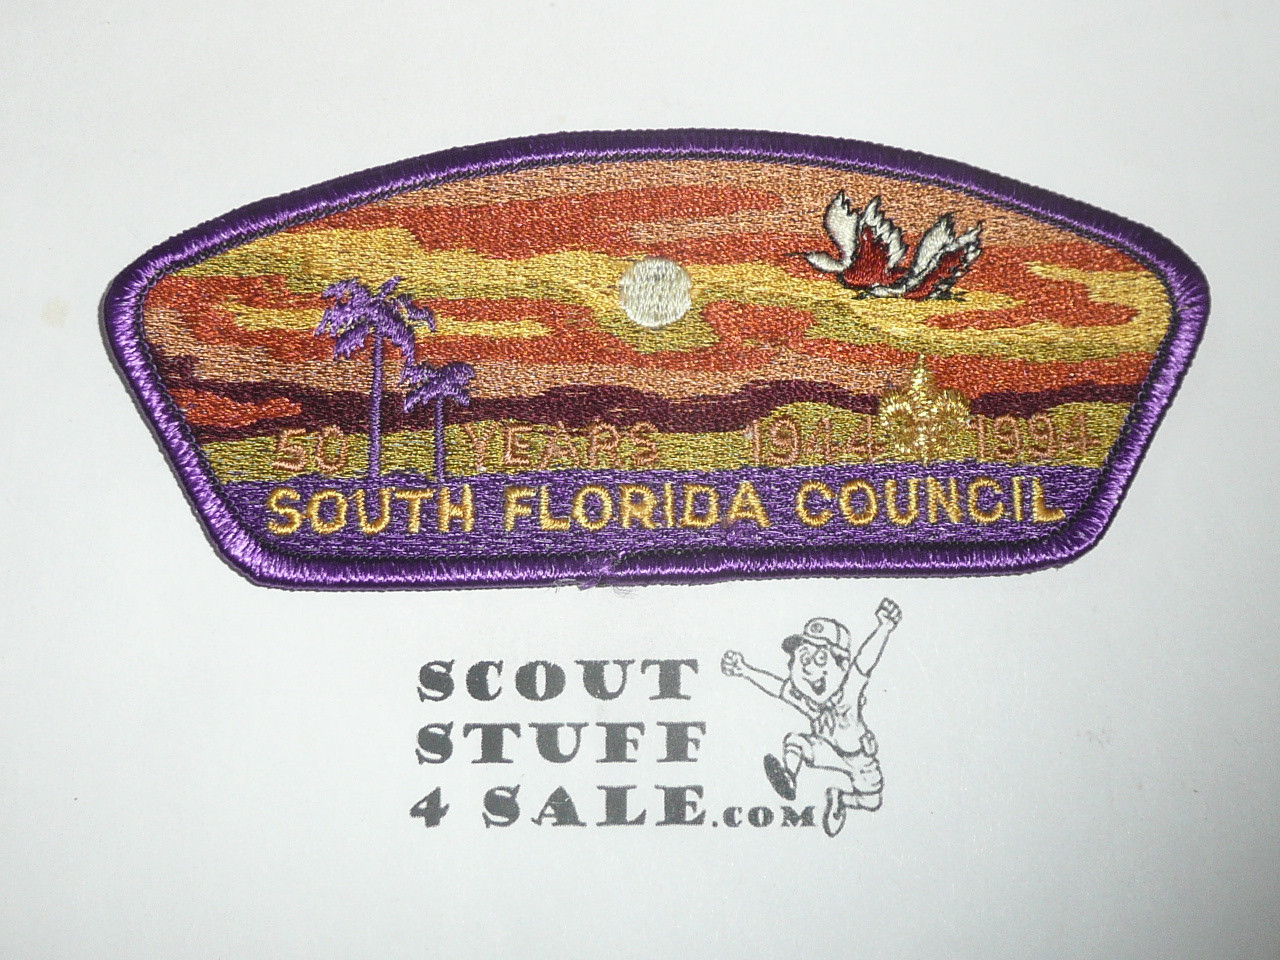 50 YEARS 1944 1994
SOUTH FLORIDA COUNCIL
SCOUT
STUFF
4 SALE.COM